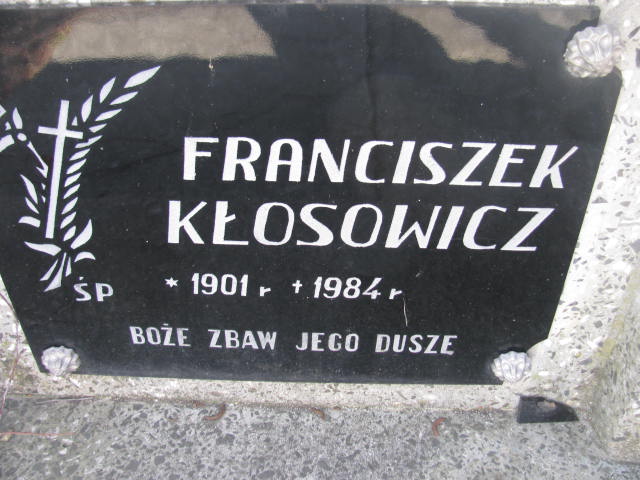 FRANCISZEK
KŁOSOWICZ
ŚP * 1901 r † 1984 r
BOŻE ZBAW JEGO DUSZE